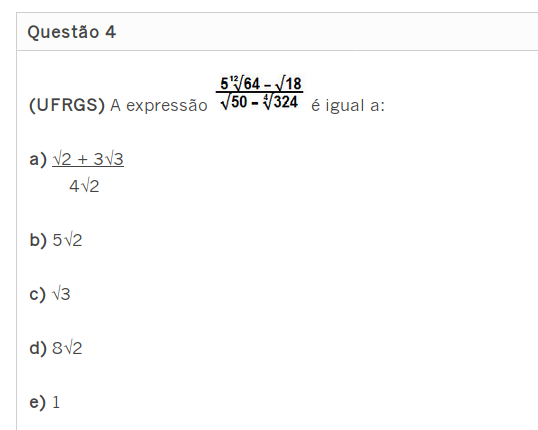 Questão 4
5¹²√64 – √18
(UFRGS) A expressão é igual a:
√50 – ⁴√324
a) √2 + 3√3
4√2
b) 5√2
c) √3
d) 8√2
e) 1